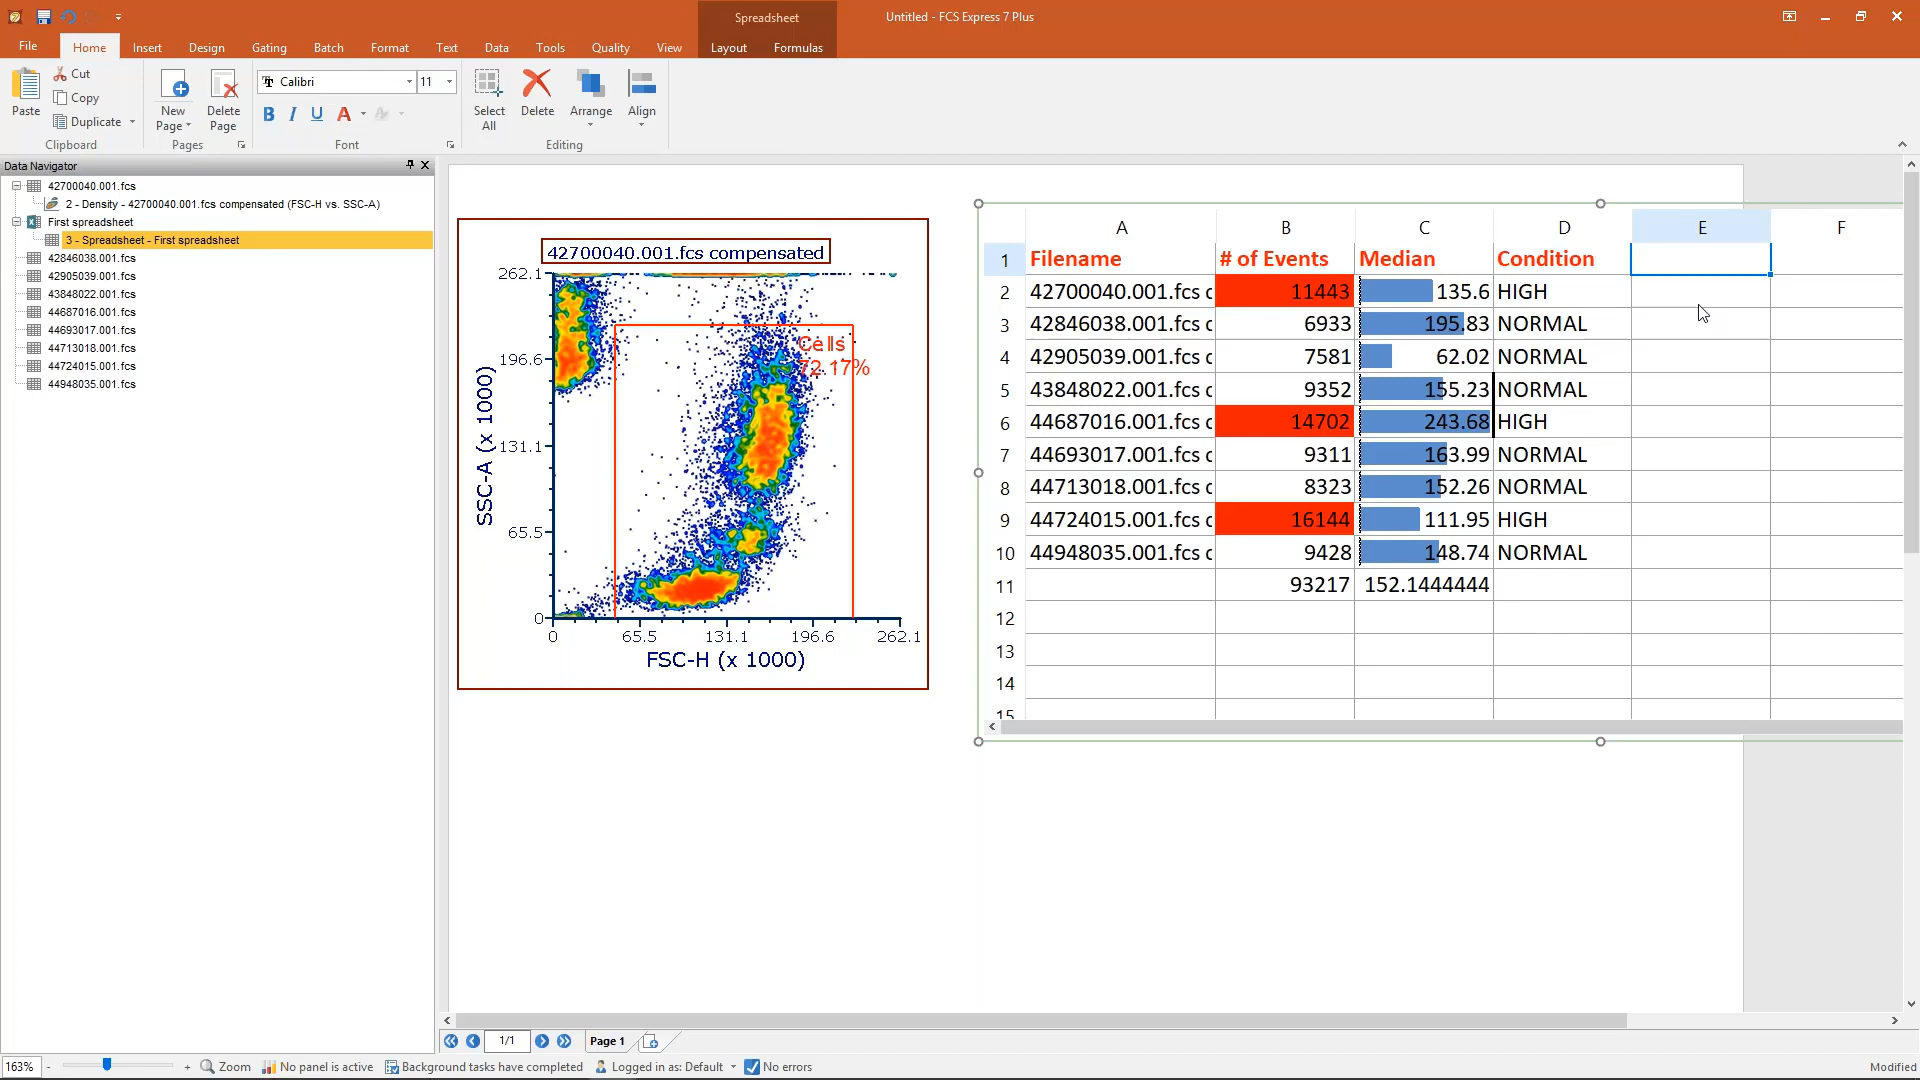 Spreadsheet
Untitled - FCS Express 7 Plus
File Home Insert Design Gating Batch Format Text Data Tools Quality View Layout Formulas
Paste
Cut
Copy
Duplicate
Clipboard
New Page
Delete Page
Pages
Calibri 11
B I U A
Font
Select All
Delete
Arrange
Align
Editing
Data Navigator
42700040.001.fcs
2 - Density - 42700040.001.fcs compensated (FSC-H vs. SSC-A)
First spreadsheet
3 - Spreadsheet - First spreadsheet
42846038.001.fcs
42905039.001.fcs
43848022.001.fcs
44687016.001.fcs
44693017.001.fcs
44713018.001.fcs
44724015.001.fcs
44948035.001.fcs
42700040.001.fcs compensated
262.1
196.6
131.1
65.5
0
SSC-A (x 1000)
Cells
72.17%
0 65.5 131.1 196.6 262.1
FSC-H (x 1000)
A B C D E F
1 Filename # of Events Median Condition
2 42700040.001.fcs c 11443 135.6 HIGH
3 42846038.001.fcs c 6933 195.83 NORMAL
4 42905039.001.fcs c 7581 62.02 NORMAL
5 43848022.001.fcs c 9352 155.23 NORMAL
6 44687016.001.fcs c 14702 243.68 HIGH
7 44693017.001.fcs c 9311 163.99 NORMAL
8 44713018.001.fcs c 8323 152.26 NORMAL
9 44724015.001.fcs c 16144 111.95 HIGH
10 44948035.001.fcs c 9428 148.74 NORMAL
11 93217 152.1444444
12
13
14
15
1/1 Page 1
163% - + Zoom No panel is active Background tasks have completed Logged in as: Default No errors Modified